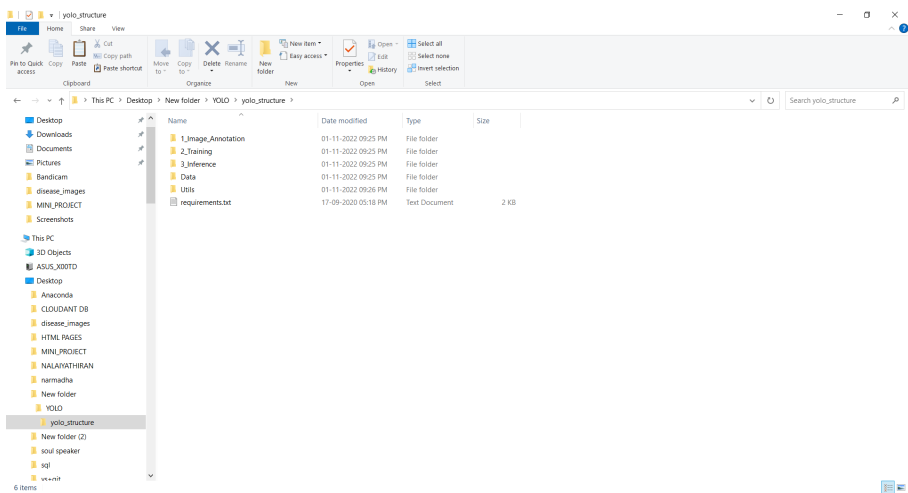 yolo_structure
File Home Share View
Pin to Quick access
Copy
Paste
Cut
Copy path
Paste shortcut
Clipboard
Move to
Copy to
Delete
Rename
Organize
New folder
New item
Easy access
New
Properties
Open
Edit
History
Open
Select all
Select none
Invert selection
Select
This PC > Desktop > New folder > YOLO > yolo_structure >
Search yolo_structure
Name Date modified Type Size
1_Image_Annotation 01-11-2022 09:25 PM File folder
2_Training 01-11-2022 09:25 PM File folder
3_Inference 01-11-2022 09:25 PM File folder
Data 01-11-2022 09:25 PM File folder
Utils 01-11-2022 09:26 PM File folder
requirements.txt 17-09-2020 05:18 PM Text Document 2 KB
Desktop
Downloads
Documents
Pictures
Bandicam
disease_images
MINI_PROJECT
Screenshots
This PC
3D Objects
ASUS_X00TD
Desktop
Anaconda
CLOUDANT DB
disease_images
HTML PAGES
MINI_PROJECT
NALAIYATHIRAN
narmadha
New folder
YOLO
yolo_structure
New folder (2)
soul speaker
sql
vs+git
6 items